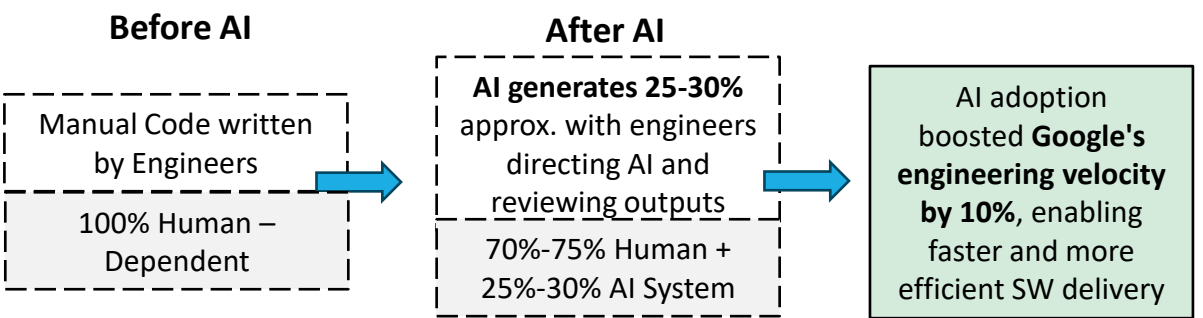 Before AI
Manual Code written
by Engineers
100% Human –
Dependent
After AI
AI generates 25-30%
approx. with engineers
directing AI and
reviewing outputs
70%-75% Human +
25%-30% AI System
AI adoption
boosted Google's
engineering velocity
by 10%, enabling
faster and more
efficient SW delivery